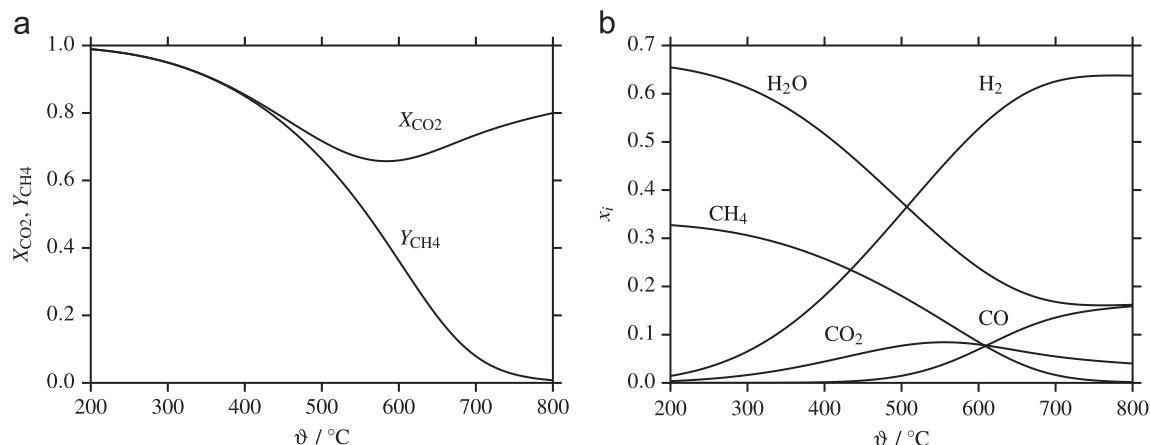 a
1.0
0.8
0.6
0.4
0.2
0.0
X_CO2, Y_CH4
X_CO2
Y_CH4
200 300 400 500 600 700 800
ϑ / °C
b
0.7
0.6
0.5
0.4
0.3
0.2
0.1
0.0
x_i
H₂O
H₂
CH₄
CO₂
CO
200 300 400 500 600 700 800
ϑ / °C